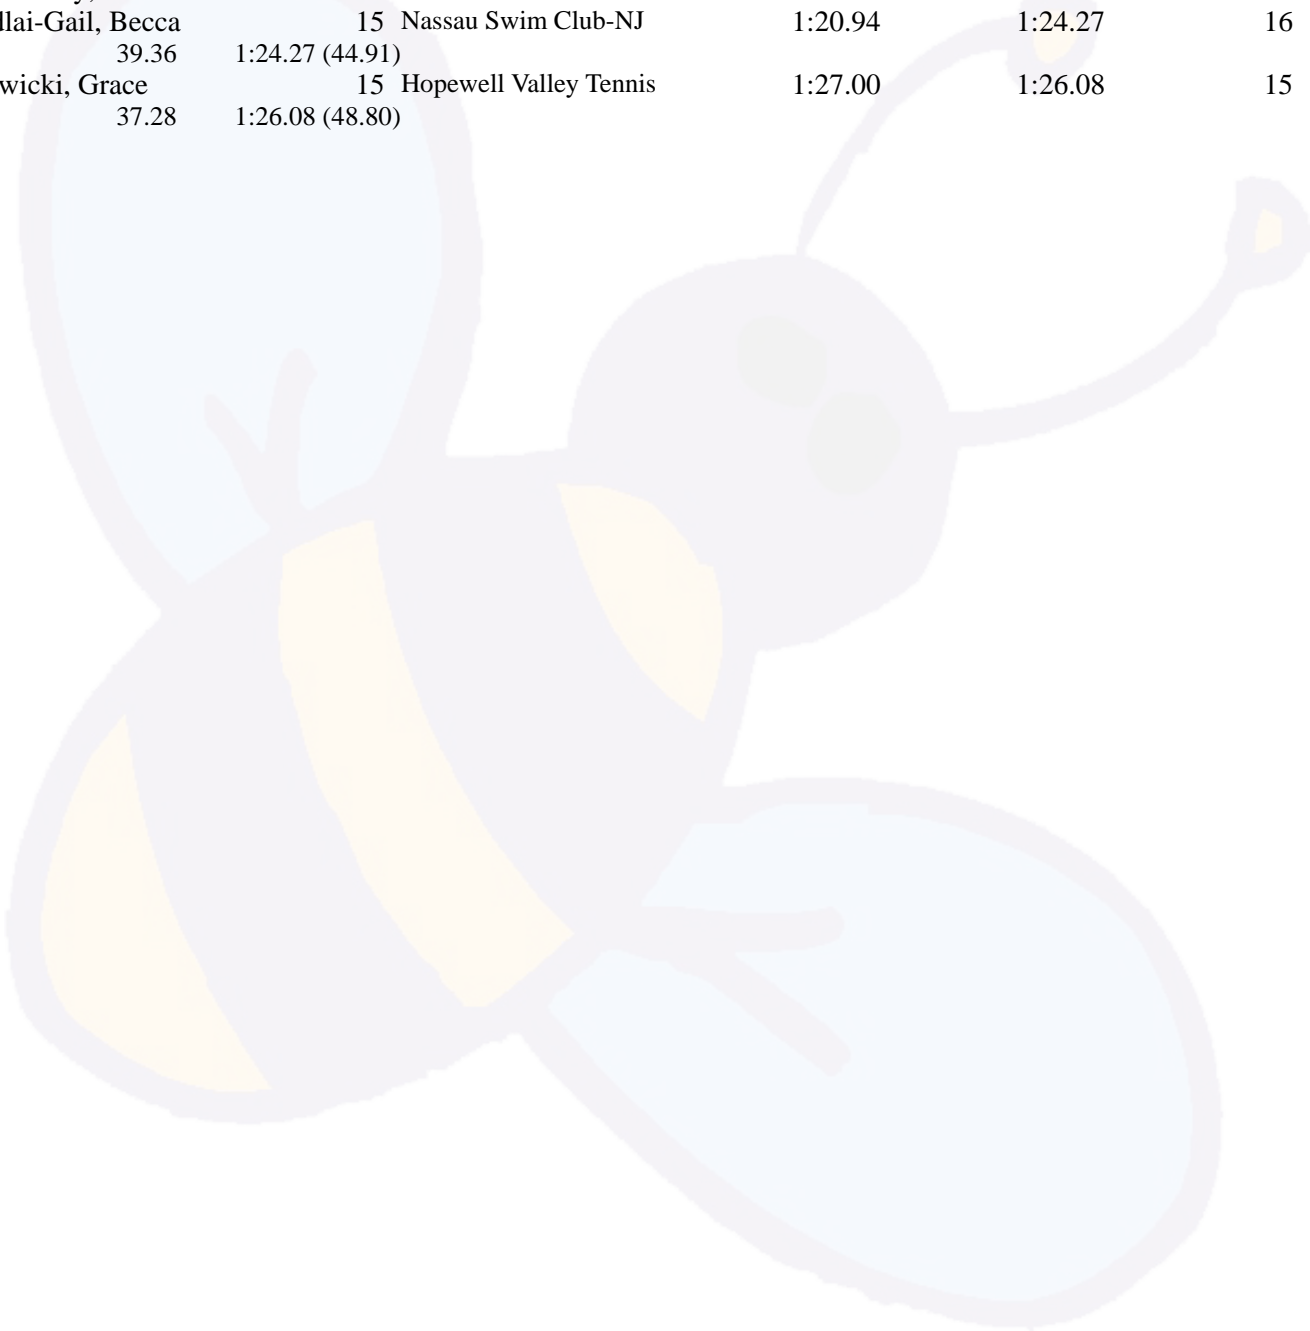 llai-Gail, Becca 15 Nassau Swim Club-NJ 1:20.94 1:24.27 16
39.36 1:24.27 (44.91)
wicki, Grace 15 Hopewell Valley Tennis 1:27.00 1:26.08 15
37.28 1:26.08 (48.80)